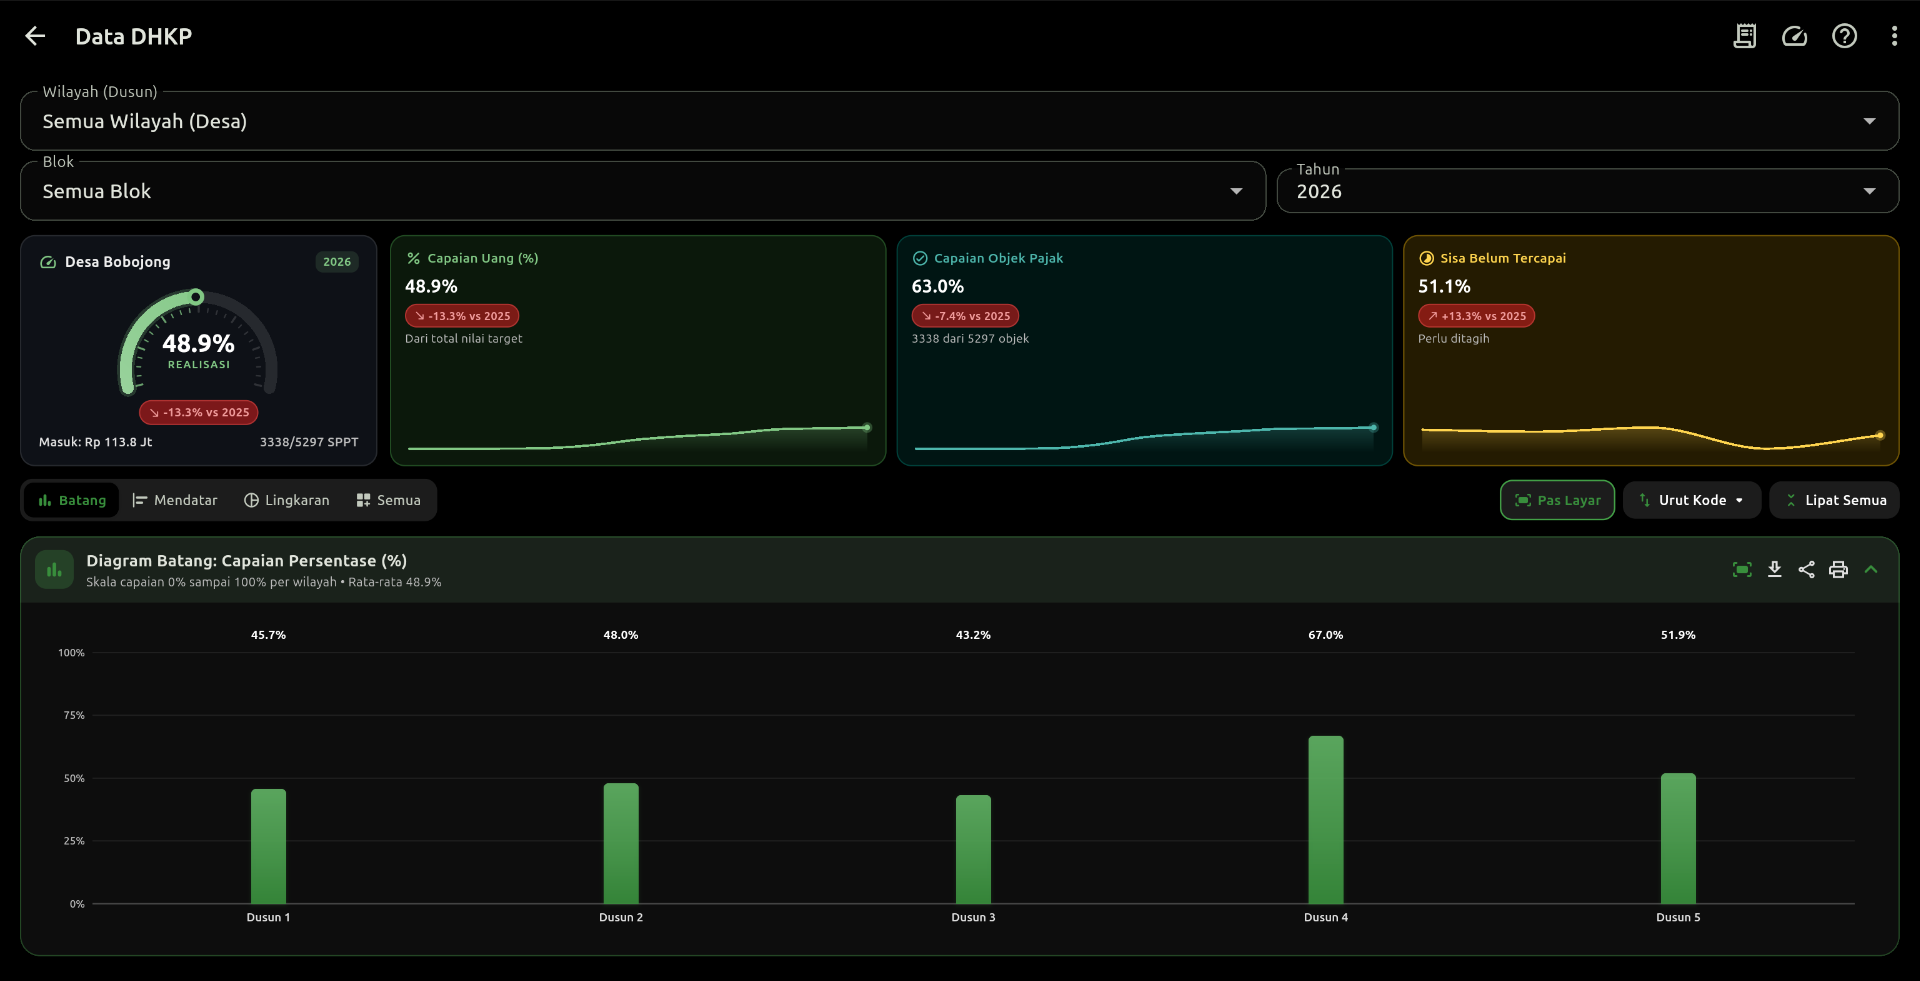 Data DHKP
Wilayah (Dusun)
Semua Wilayah (Desa)
Blok
Semua Blok
Tahun
2026
Desa Bobojong
2026
48.9%
REALISASI
↘ -13.3% vs 2025
Masuk: Rp 113.8 Jt
3338/5297 SPPT
Capaian Uang (%)
48.9%
↘ -13.3% vs 2025
Dari total nilai target
Capaian Objek Pajak
63.0%
↘ -7.4% vs 2025
3338 dari 5297 objek
Sisa Belum Tercapai
51.1%
↗ +13.3% vs 2025
Perlu ditagih
Batang
Mendatar
Lingkaran
Semua
Pas Layar
Urut Kode
Lipat Semua
Diagram Batang: Capaian Persentase (%)
Skala capaian 0% sampai 100% per wilayah • Rata-rata 48.9%
45.7%
48.0%
43.2%
67.0%
51.9%
100%
75%
50%
25%
0%
Dusun 1
Dusun 2
Dusun 3
Dusun 4
Dusun 5